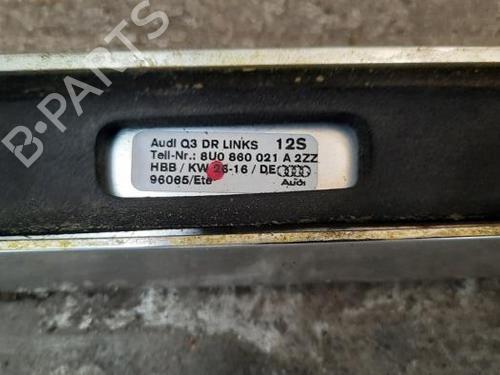 B-PARTS
Audi Q3 DR LINKS 12S
Teil-Nr.: 8U0 860 021 A 2ZZ
HBB / KW 26-16 / DE
96065/Ete Audi